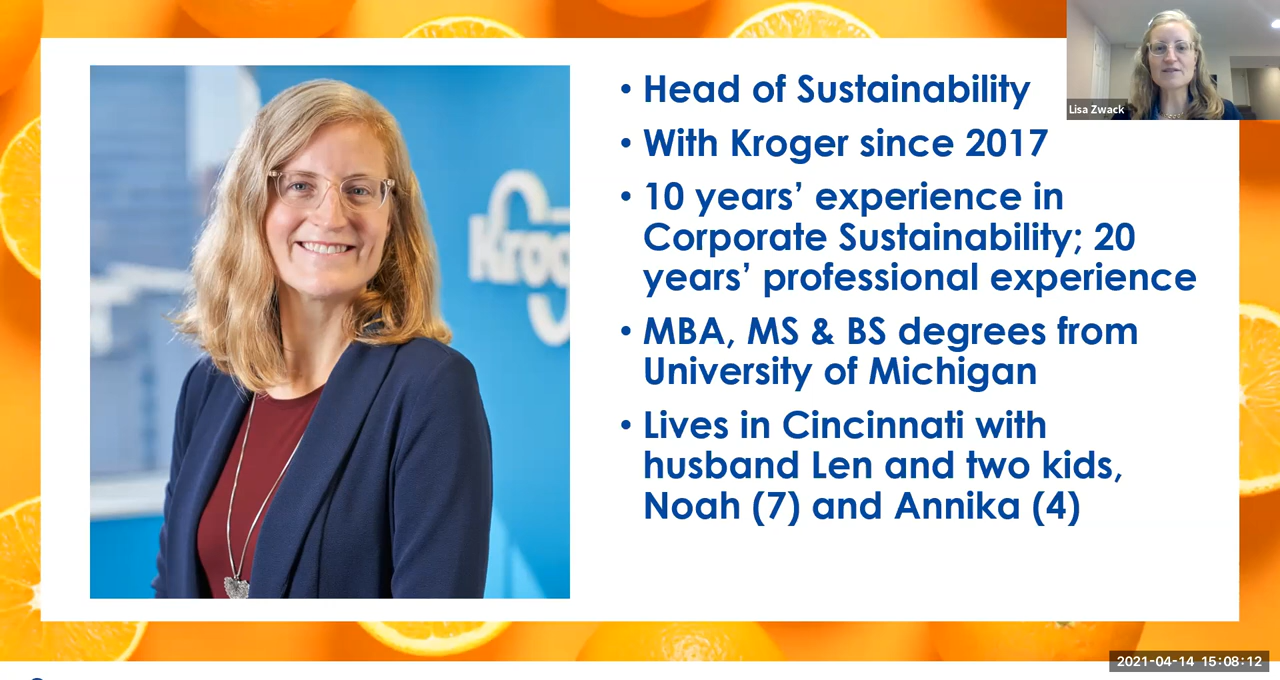 • Head of Sustainability
• With Kroger since 2017
• 10 years’ experience in
Corporate Sustainability; 20
years’ professional experience
• MBA, MS & BS degrees from
University of Michigan
• Lives in Cincinnati with
husband Len and two kids,
Noah (7) and Annika (4)
Lisa Zwack
2021-04-14 15:08:12